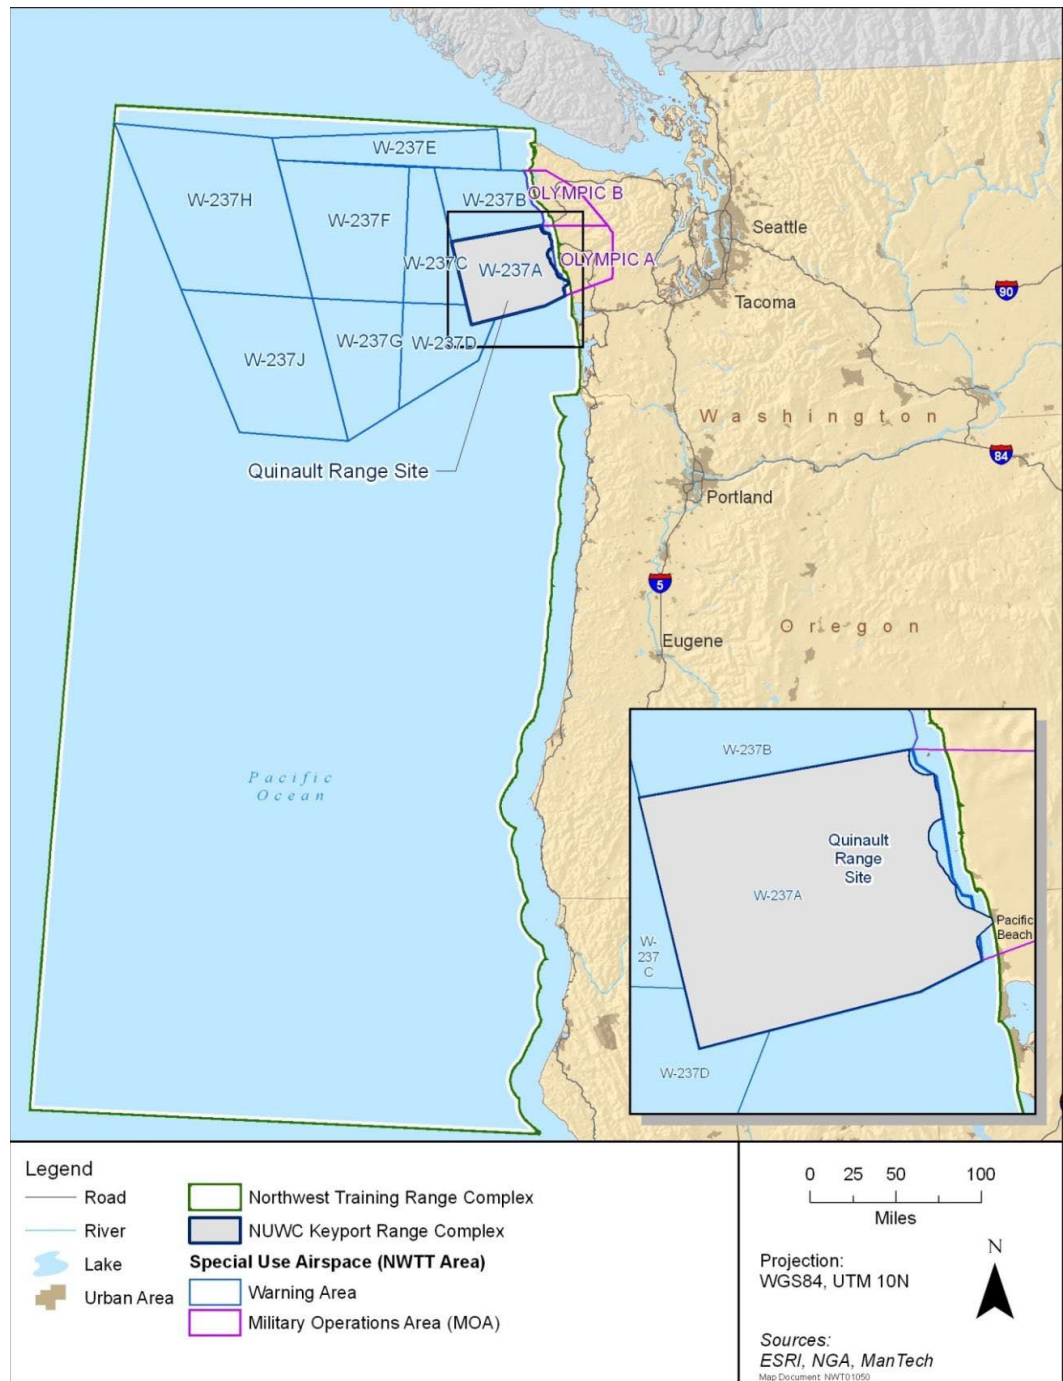 W-237E
W-237H
OLYMPIC B
W-237B
W-237F
Seattle
W-237C
W-237A
OLYMPIC A
90
Tacoma
W-237G
W-237D
W-237J
Washington
84
Quinault Range Site
Portland
5
Oregon
Eugene
Pacific
Ocean
W-237B
Quinault
Range
Site
W-237A
Pacific
Beach
W-
237
C
W-237D
Legend
Road
River
Lake
Urban Area
Northwest Training Range Complex
NUWC Keyport Range Complex
Special Use Airspace (NWTT Area)
Warning Area
Military Operations Area (MOA)
0 25 50 100
Miles
N
Projection:
WGS84, UTM 10N
Sources:
ESRI, NGA, ManTech
Map Document: NWT01050